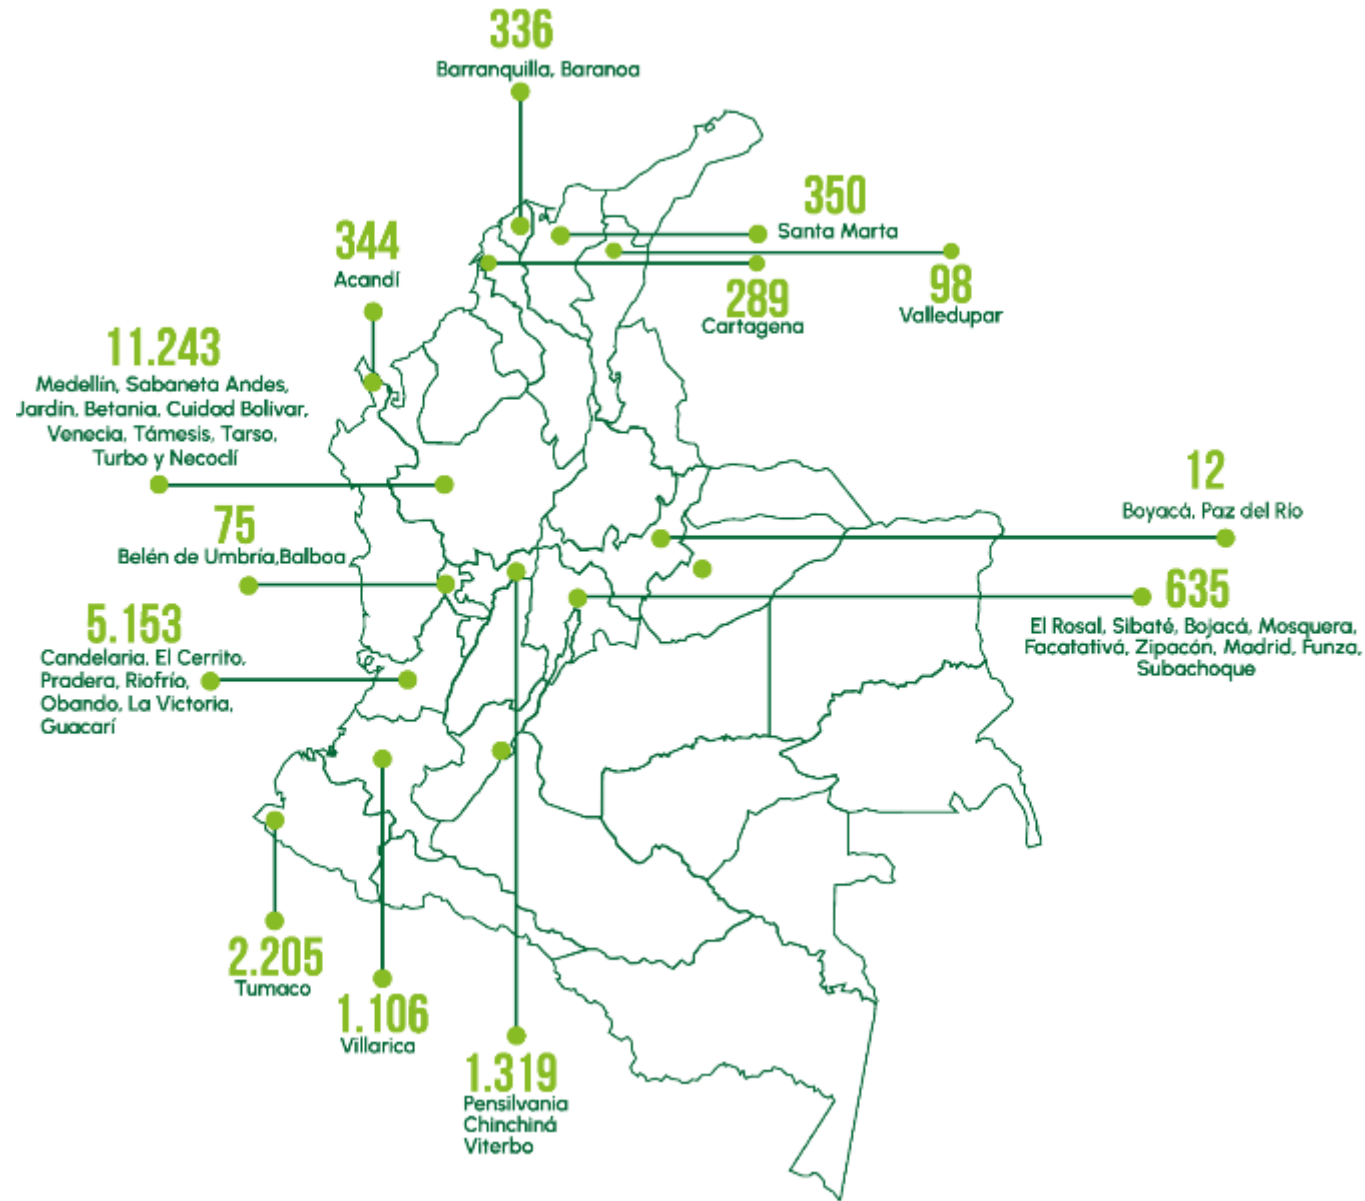 336
Barranquilla, Baranoa
350
Santa Marta
344
Acandí
289
Cartagena
98
Valledupar
11.243
Medellín, Sabaneta Andes,
Jardin, Betania, Cuidad Bolivar,
Venecia, Támesis, Tarso,
Turbo y Necoclí
12
Boyacá, Paz del Río
75
Belén de Umbría,Balboa
635
El Rosal, Sibaté, Bojacá, Mosquera,
Facatativá, Zipacón, Madrid, Funza,
Subachoque
5.153
Candelaria, El Cerrito,
Pradera, Riofrío,
Obando, La Victoria,
Guacarí
2.205
Tumaco
1.106
Villarica
1.319
Pensilvania
Chinchiná
Viterbo